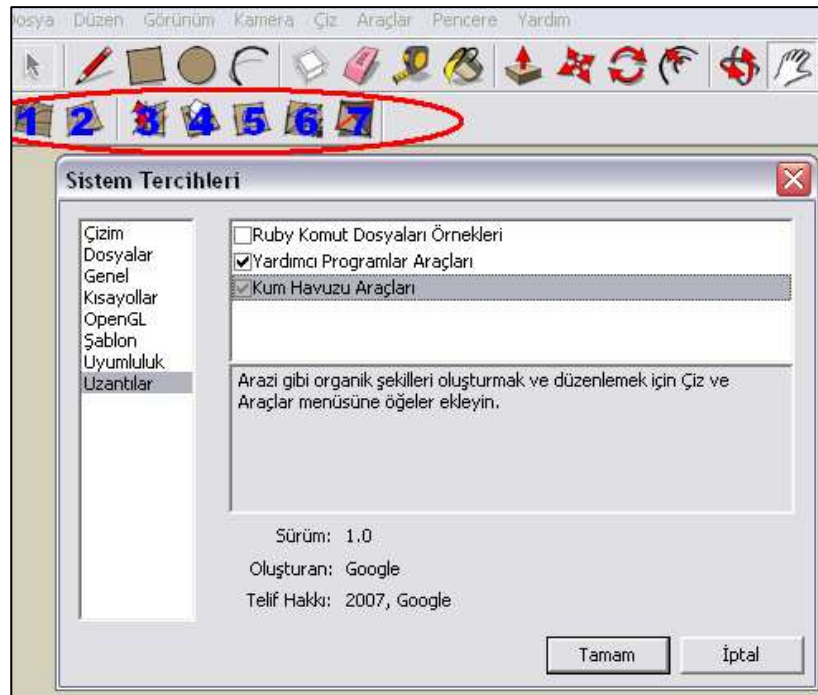 Dosya Düzen Görünüm Kamera Çiz Araçlar Pencere Yardım
1 2 3 4 5 6 7
Sistem Tercihleri
Çizim
Dosyalar
Genel
Kısayollar
OpenGL
Şablon
Uyumluluk
Uzantılar
Ruby Komut Dosyaları Örnekleri
Yardımcı Programlar Araçları
Kum Havuzu Araçları
Arazi gibi organik şekilleri oluşturmak ve düzenlemek için Çiz ve
Araçlar menüsüne öğeler ekleyin.
Sürüm: 1.0
Oluşturan: Google
Telif Hakkı: 2007, Google
Tamam İptal